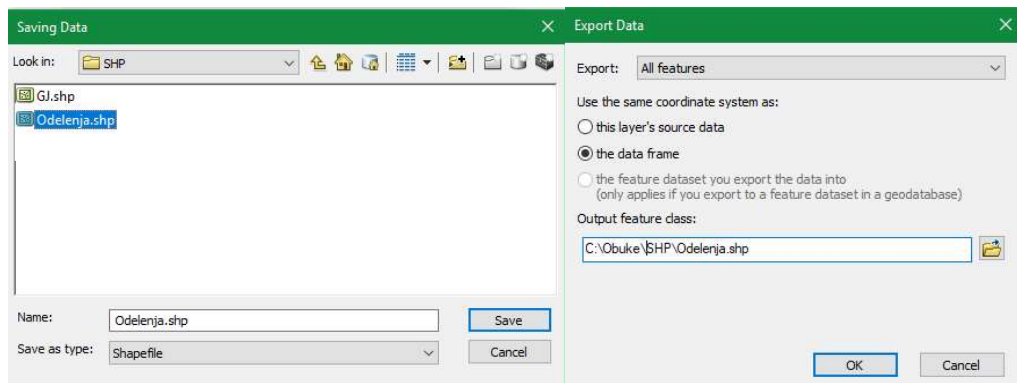 Saving Data
Look in: SHP
GJ.shp
Odelenja.shp
Name: Odelenja.shp
Save
Save as type: Shapefile
Cancel
Export Data
Export: All features
Use the same coordinate system as:
this layer's source data
the data frame
the feature dataset you export the data into
(only applies if you export to a feature dataset in a geodatabase)
Output feature class:
C:\Obuke\SHP\Odelenja.shp
OK
Cancel